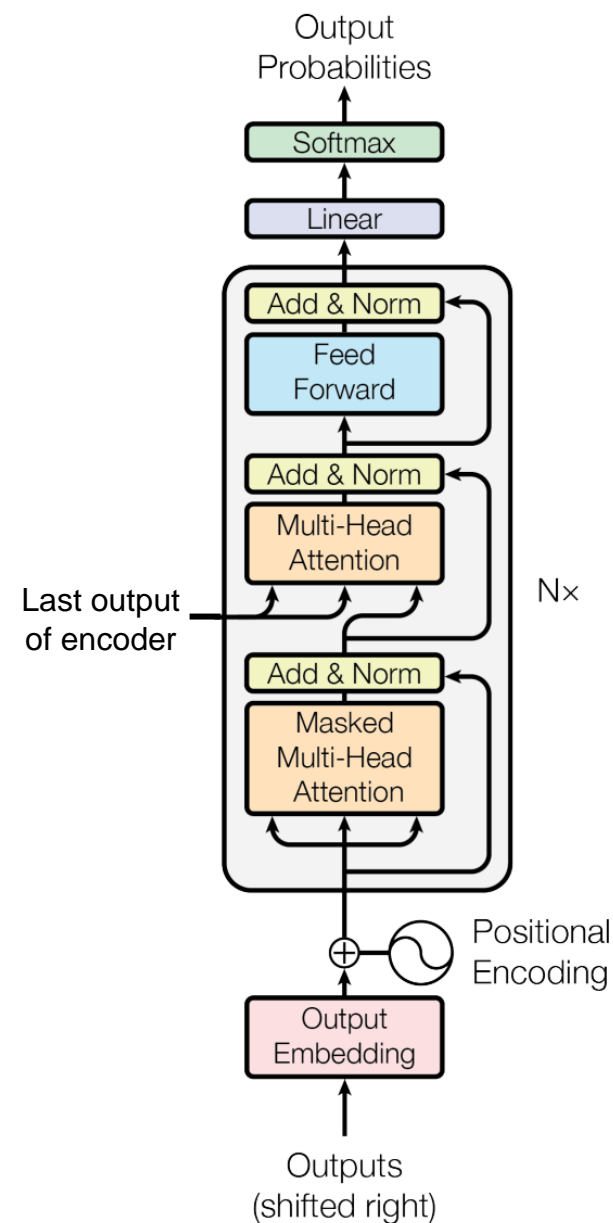 Output
Probabilities
Softmax
Linear
Add & Norm
Feed
Forward
Add & Norm
Multi-Head
Attention
Last output
of encoder
N×
Add & Norm
Masked
Multi-Head
Attention
Positional
Encoding
Output
Embedding
Outputs
(shifted right)